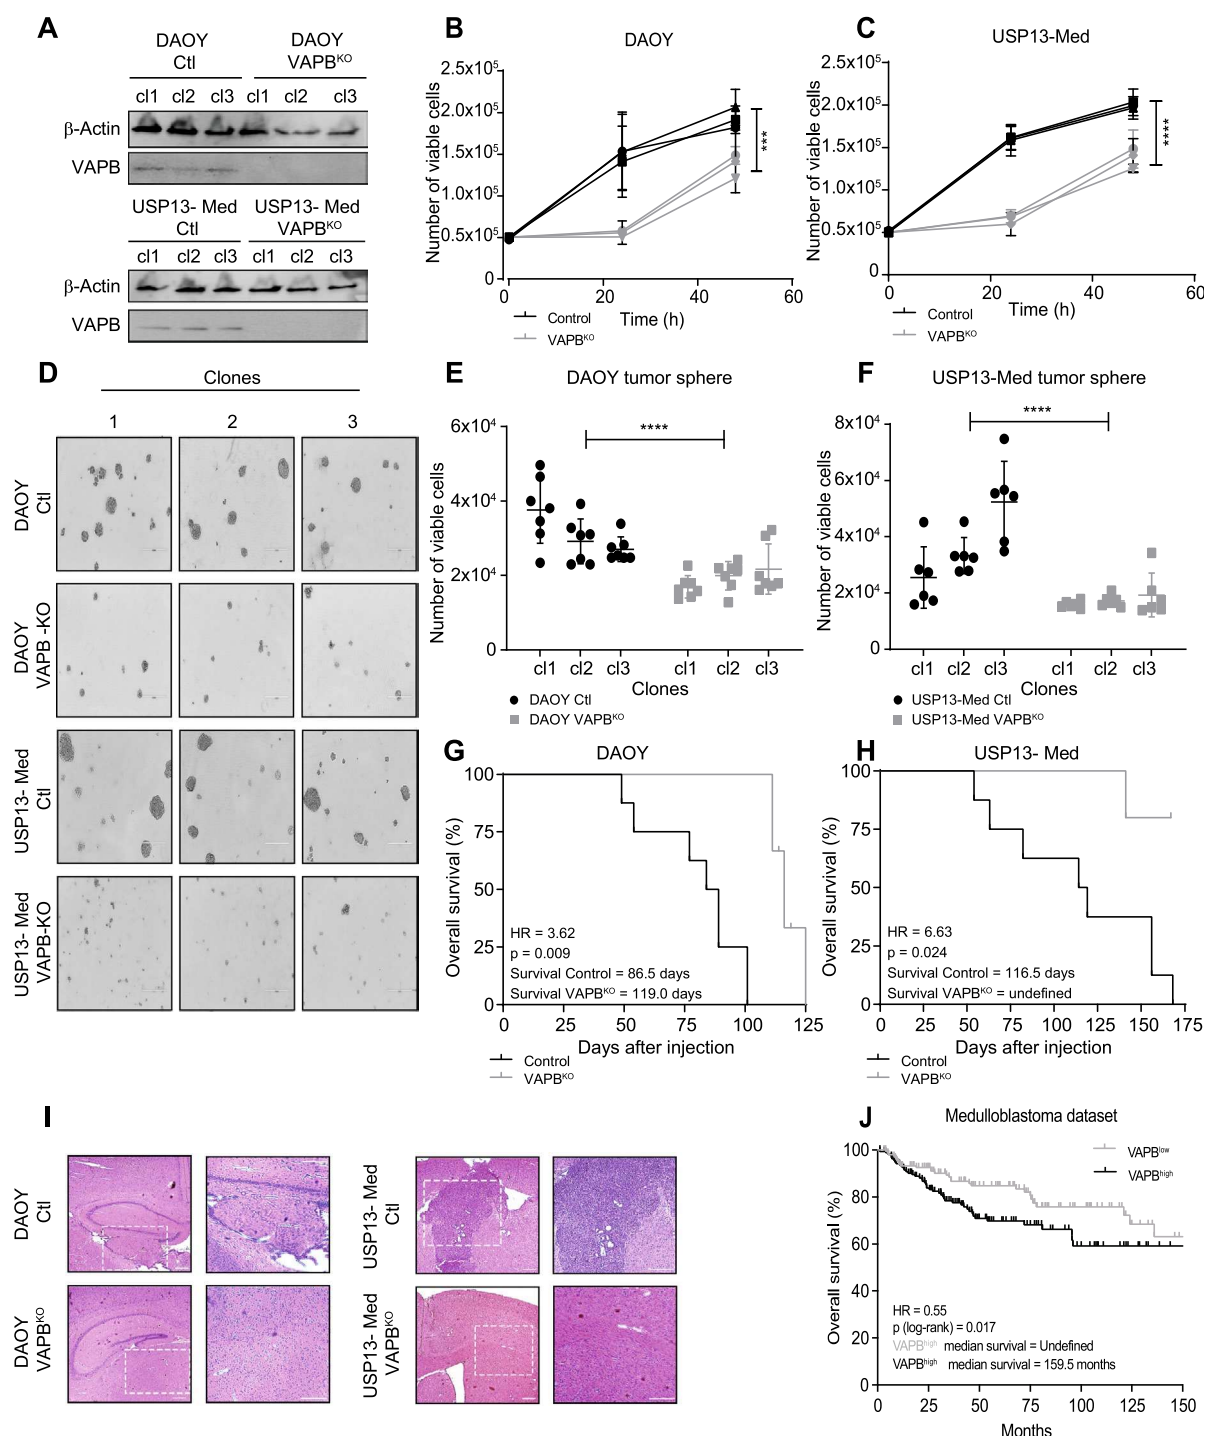 A
DAOY
Ctl
DAOY
VAPBᴷᴼ
cl1 cl2 cl3 cl1 cl2 cl3
β-Actin
VAPB
USP13- Med
Ctl
USP13- Med
VAPBᴷᴼ
cl1 cl2 cl3 cl1 cl2 cl3
β-Actin
VAPB
B
DAOY
Number of viable cells
2.5x10⁵
2.0x10⁵
1.5x10⁵
1.0x10⁵
0.5x10⁵
0
***
0 20 40 60
Time (h)
Control
VAPBᴷᴼ
C
USP13-Med
Number of viable cells
2.5x10⁵
2.0x10⁵
1.5x10⁵
1.0x10⁵
0.5x10⁵
0
****
0 20 40 60
Time (h)
Control
VAPBᴷᴼ
D
Clones
1 2 3
DAOY
Ctl
DAOY
VAPB -KO
USP13- Med
Ctl
USP13- Med
VAPB-KO
E
DAOY tumor sphere
Number of viable cells
6x10⁴
4x10⁴
2x10⁴
0
****
cl1 cl2 cl3 cl1 cl2 cl3
Clones
DAOY Ctl
DAOY VAPBᴷᴼ
F
USP13-Med tumor sphere
Number of viable cells
8x10⁴
6x10⁴
4x10⁴
2x10⁴
0
****
cl1 cl2 cl3 cl1 cl2 cl3
Clones
USP13-Med Ctl
USP13-Med VAPBᴷᴼ
G
DAOY
Overall survival (%)
100
75
50
25
0
HR = 3.62
p = 0.009
Survival Control = 86.5 days
Survival VAPBᴷᴼ = 119.0 days
0 25 50 75 100 125
Days after injection
Control
VAPBᴷᴼ
H
USP13- Med
Overall survival (%)
100
75
50
25
0
HR = 6.63
p = 0.024
Survival Control = 116.5 days
Survival VAPBᴷᴼ = undefined
0 25 50 75 100 125 150 175
Days after injection
Control
VAPBᴷᴼ
I
DAOY
Ctl
USP13- Med
Ctl
DAOY
VAPBᴷᴼ
USP13- Med
VAPBᴷᴼ
J
Medulloblastoma dataset
VAPBˡᵒʷ
VAPBʰⁱᵍʰ
Overall survival (%)
100
80
60
40
20
0
HR = 0.55
p (log-rank) = 0.017
VAPBʰⁱᵍʰ median survival = Undefined
VAPBʰⁱᵍʰ median survival = 159.5 months
0 25 50 75 100 125 150
Months